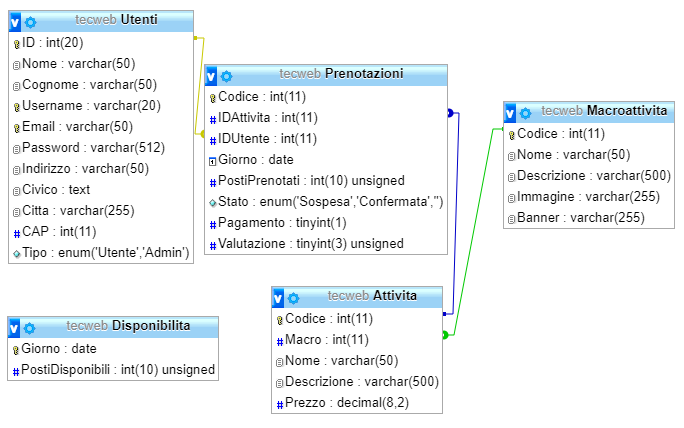 tecweb Utenti
ID : int(20)
Nome : varchar(50)
Cognome : varchar(50)
Username : varchar(20)
Email : varchar(50)
Password : varchar(512)
Indirizzo : varchar(50)
Civico : text
Citta : varchar(255)
CAP : int(11)
Tipo : enum('Utente','Admin')
tecweb Prenotazioni
Codice : int(11)
IDAttivita : int(11)
IDUtente : int(11)
Giorno : date
PostiPrenotati : int(10) unsigned
Stato : enum('Sospesa','Confermata','')
Pagamento : tinyint(1)
Valutazione : tinyint(3) unsigned
tecweb Macroattivita
Codice : int(11)
Nome : varchar(50)
Descrizione : varchar(500)
Immagine : varchar(255)
Banner : varchar(255)
tecweb Disponibilita
Giorno : date
PostiDisponibili : int(10) unsigned
tecweb Attivita
Codice : int(11)
Macro : int(11)
Nome : varchar(50)
Descrizione : varchar(500)
Prezzo : decimal(8,2)